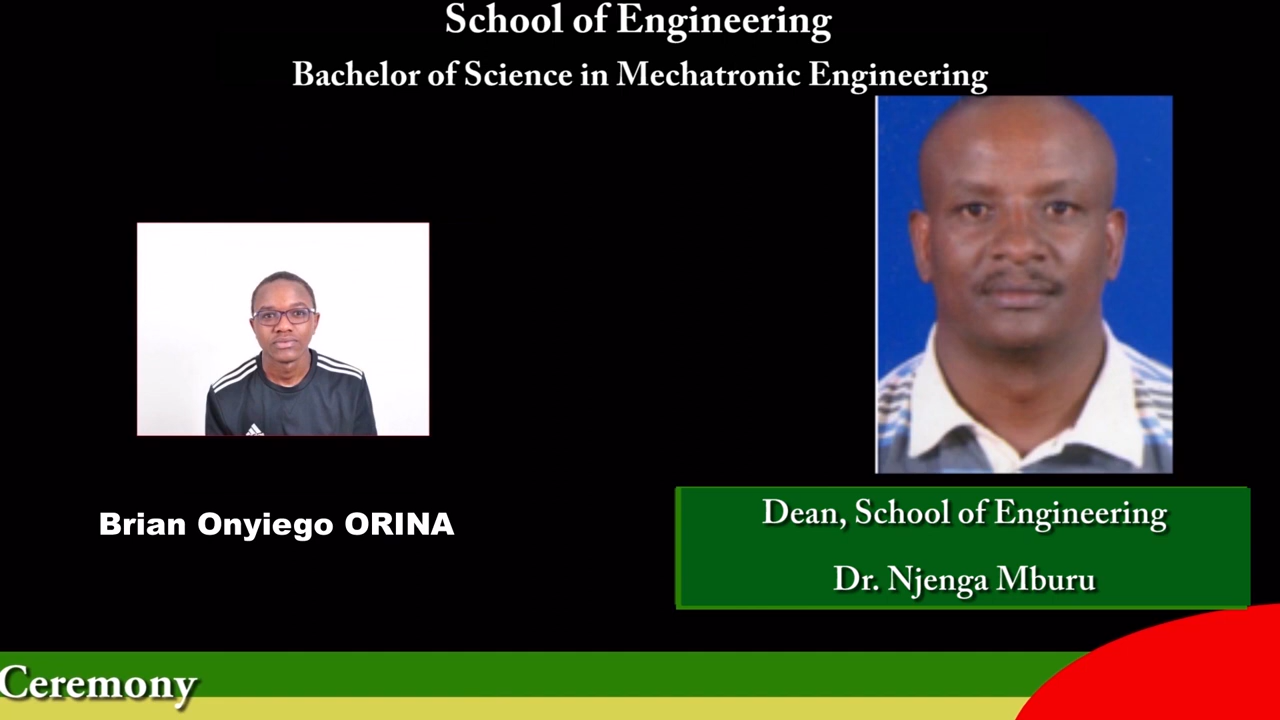 School of Engineering
Bachelor of Science in Mechatronic Engineering
Brian Onyiego ORINA
Dean, School of Engineering
Dr. Njenga Mburu
Ceremony